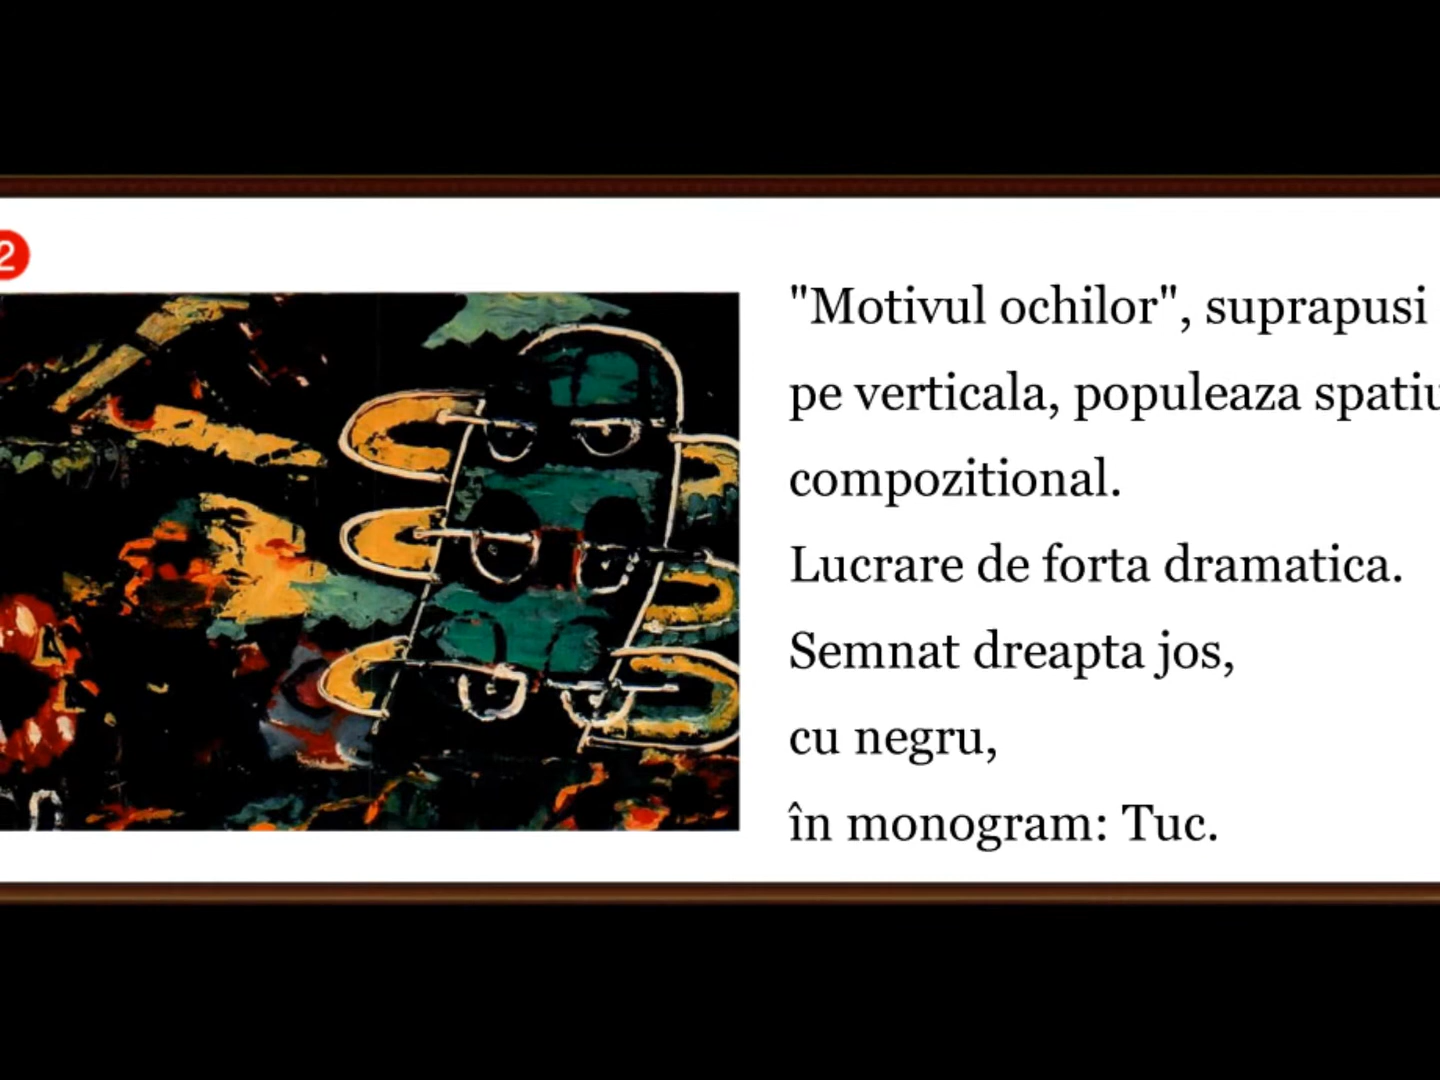 2
"Motivul ochilor", suprapusi
pe verticala, populeaza
compozitional.
Lucrare de forta dramatica.
Semnat dreapta jos,
cu negru,
în monogram: Tuc.